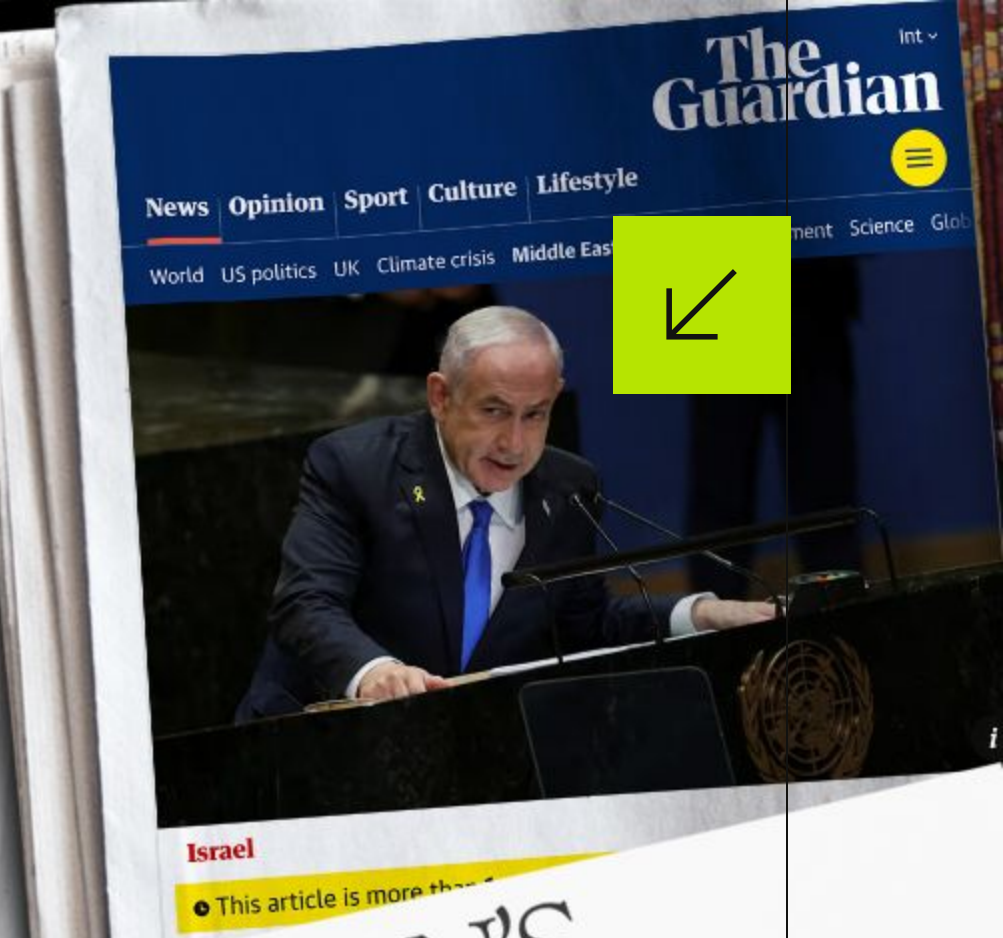 The
Guardian
Int
News Opinion Sport Culture Lifestyle
World US politics UK Climate crisis Middle East
Science
Israel
This article is more than